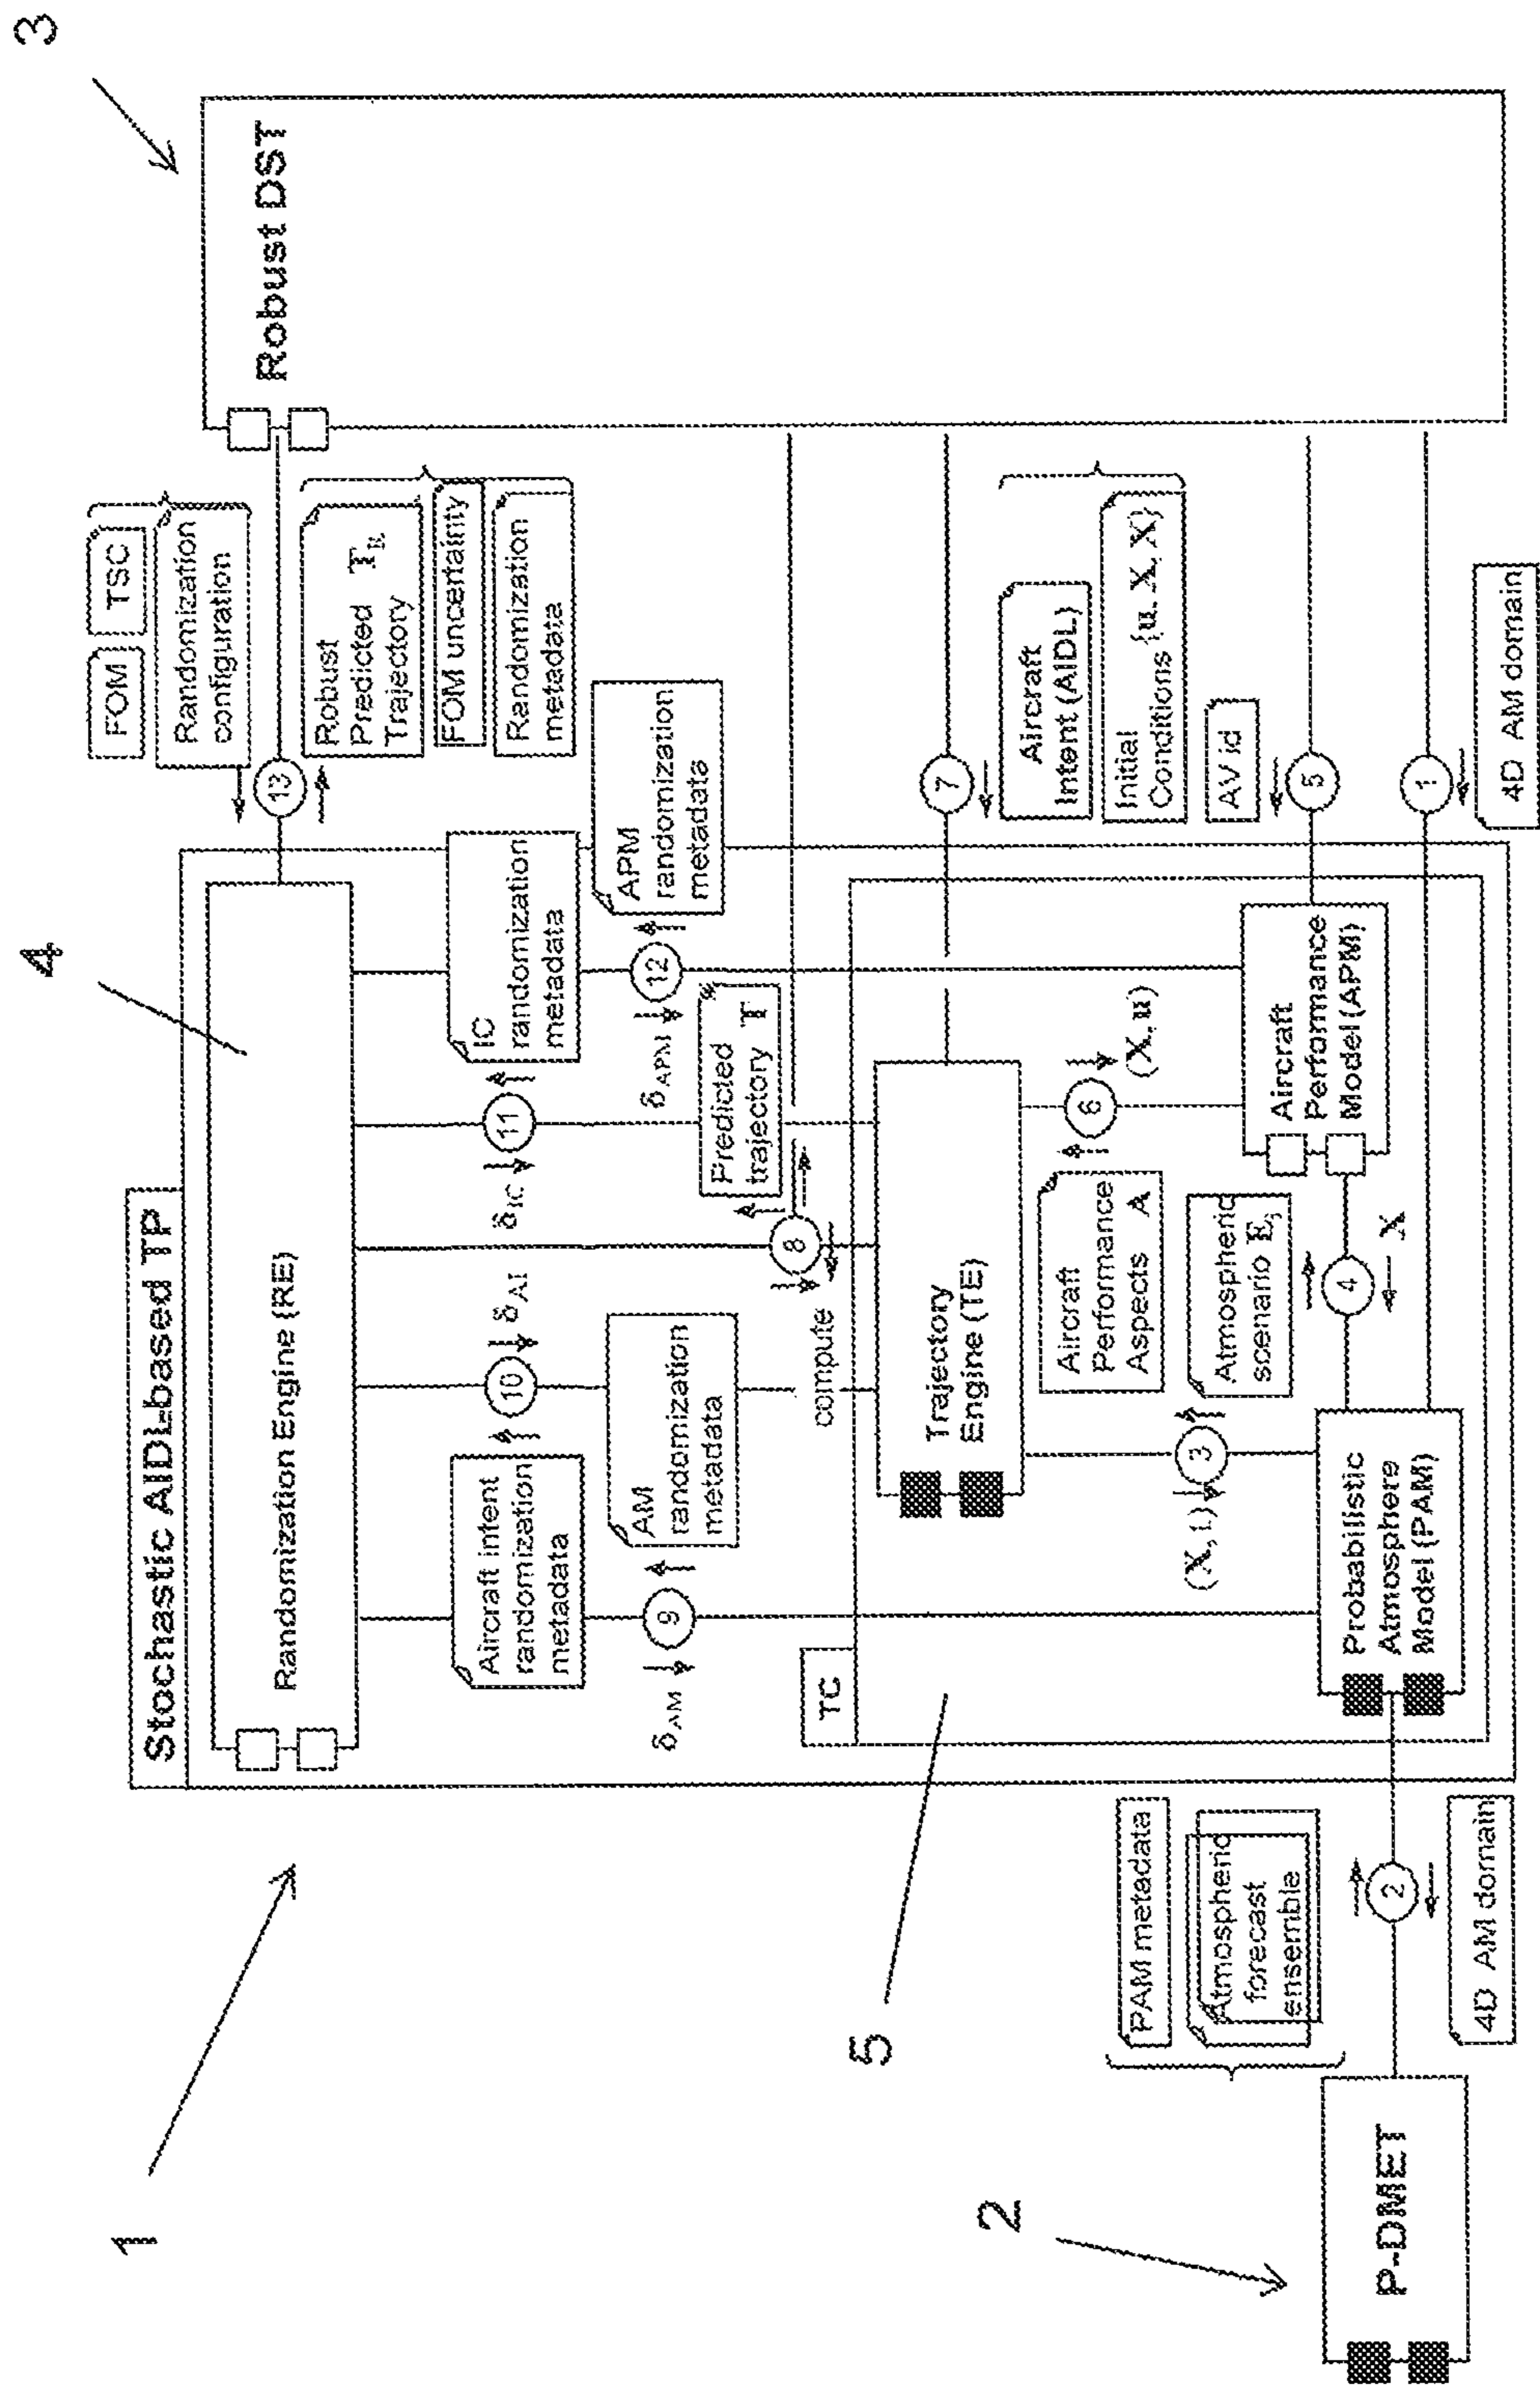 1
2
3
4
5
Stochastic AIDL-based TP
Randomization Engine (RE)
Robust DST
FOM
TSC
Randomization
configuration
13
Robust
Predicted T_R
Trajectory
FOM uncertainty
Randomization
metadata
Aircraft intent
randomization
metadata
10
δ_AI
IC
randomization
metadata
11
δ_IC
AM
randomization
metadata
9
δ_AM
APM
randomization
metadata
12
δ_APM
Predicted
trajectory T
8
compute
TC
Trajectory
Engine (TE)
7
Aircraft
Intent (AIDL)
Initial
Conditions
Aircraft
Performance
Aspects A
6
(X, u)
(X, t)
3
Atmospheric
scenario E_j
4
X
AV id
5
Probabilistic
Atmosphere
Model (PAM)
Aircraft
Performance
Model (APM)
1
4D AM domain
PAM metadata
Atmospheric
forecast
ensemble
2
4D AM domain
P-DMET